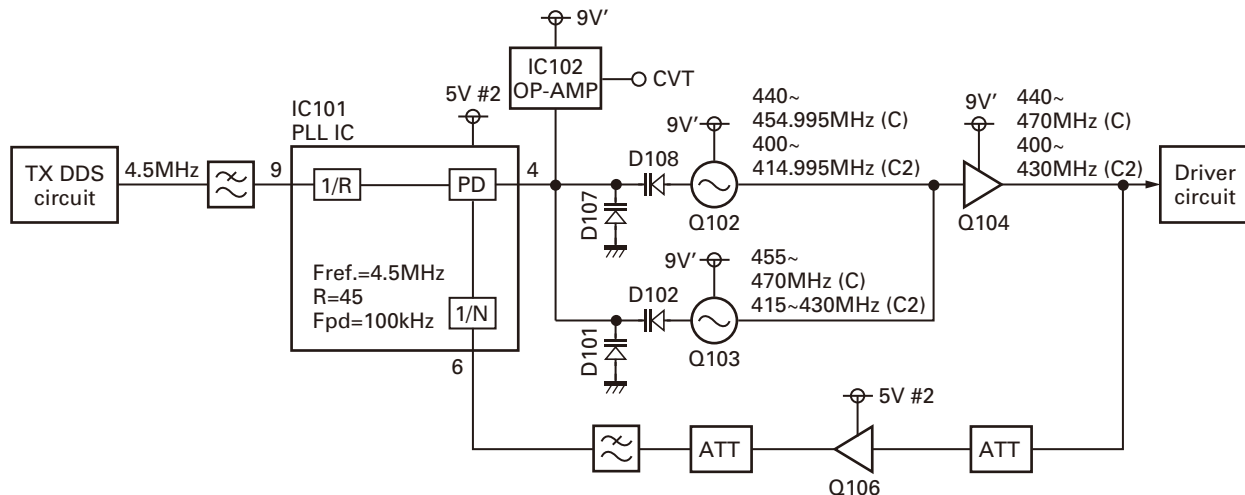 9V'
IC102
OP-AMP
CVT
5V #2
IC101
PLL IC
TX DDS
circuit
4.5MHz
9
1/R
PD
4
1/N
Fref.=4.5MHz
R=45
Fpd=100kHz
6
D108
D107
9V'
Q102
440~
454.995MHz (C)
400~
414.995MHz (C2)
9V'
Q104
440~
470MHz (C)
400~
430MHz (C2)
Driver
circuit
D102
D101
9V'
Q103
455~
470MHz (C)
415~430MHz (C2)
ATT
5V #2
Q106
ATT